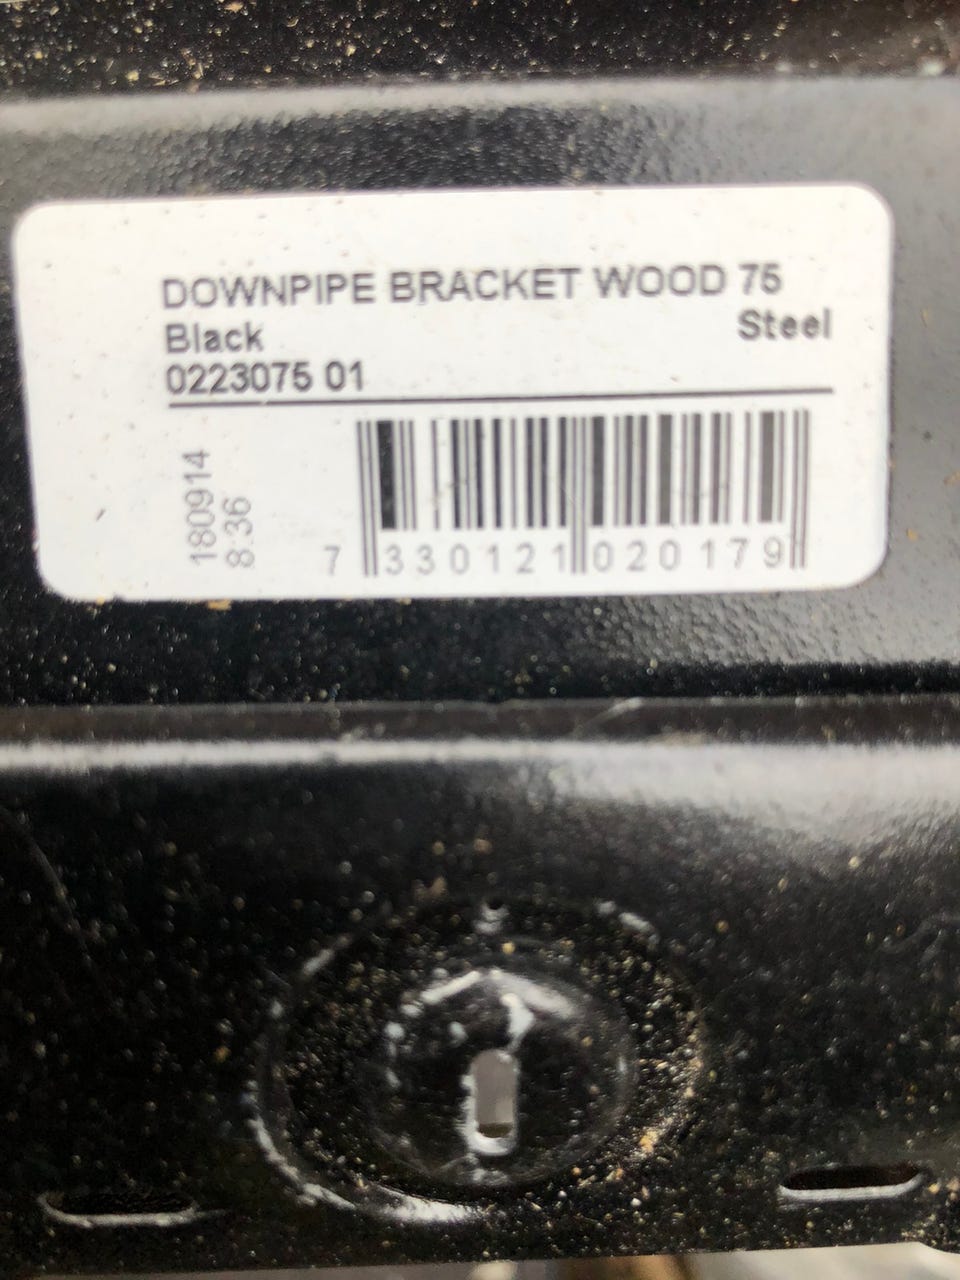 DOWNPIPE BRACKET WOOD 75
Black Steel
0223075 01
180914
8.36
7 330121 020179